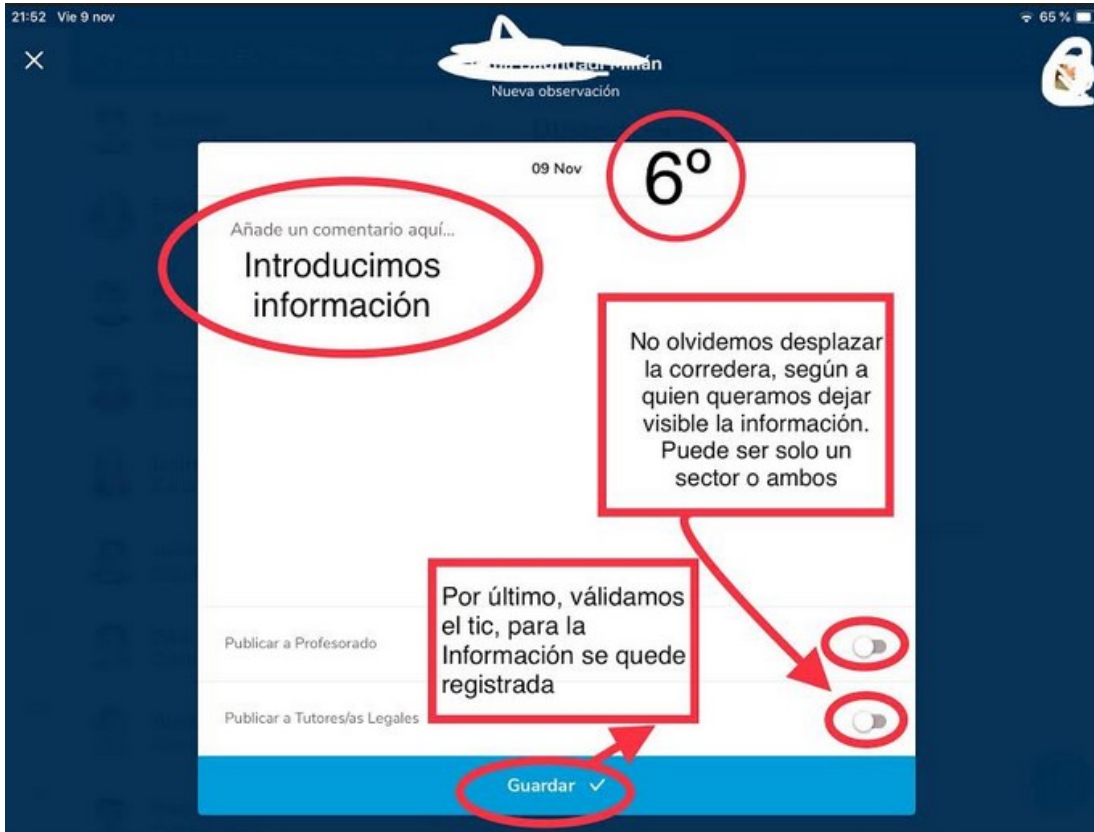 21:52 Vie 9 nov
65 %
Nueva observación
09 Nov
6º
Añade un comentario aquí...
Introducimos
información
No olvidemos desplazar
la corredera, según a
quien queramos dejar
visible la información.
Puede ser solo un
sector o ambos
Por último, válidamos
el tic, para la
Información se quede
registrada
Publicar a Profesorado
Publicar a Tutores/as Legales
Guardar